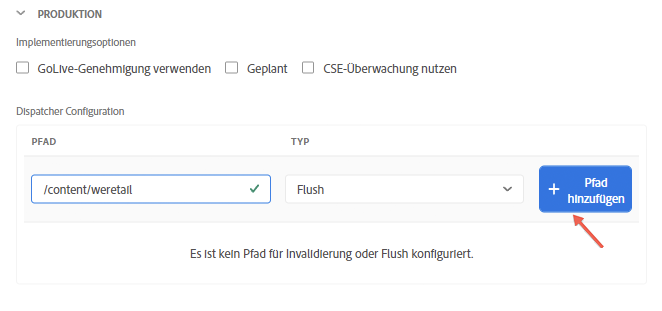 PRODUKTION
Implementierungsoptionen
GoLive-Genehmigung verwenden Geplant CSE-Überwachung nutzen
Dispatcher Configuration
PFAD TYP
/content/weretail Flush Pfad
hinzufügen
Es ist kein Pfad für Invalidierung oder Flush konfiguriert.